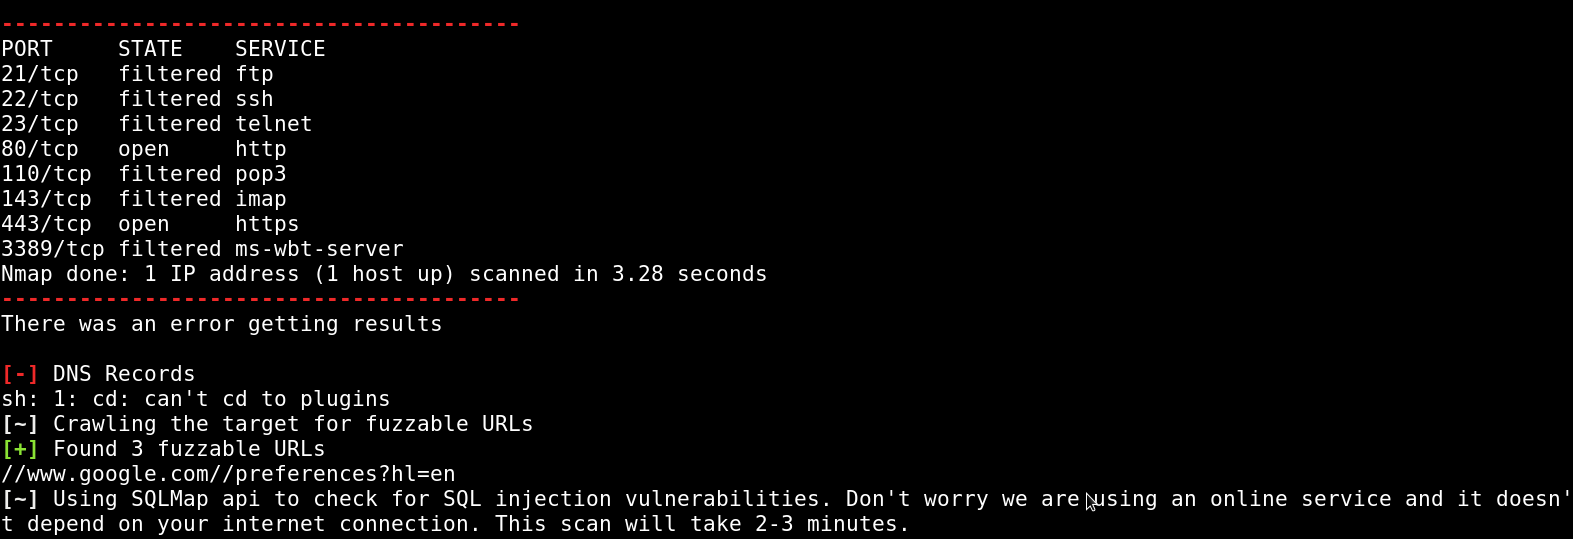 ----------------------------------------
PORT     STATE    SERVICE
21/tcp   filtered ftp
22/tcp   filtered ssh
23/tcp   filtered telnet
80/tcp   open     http
110/tcp  filtered pop3
143/tcp  filtered imap
443/tcp  open     https
3389/tcp filtered ms-wbt-server
Nmap done: 1 IP address (1 host up) scanned in 3.28 seconds
----------------------------------------
There was an error getting results
[-] DNS Records
sh: 1: cd: can't cd to plugins
[~] Crawling the target for fuzzable URLs
[+] Found 3 fuzzable URLs
//www.google.com//preferences?hl=en
[~] Using SQLMap api to check for SQL injection vulnerabilities. Don't worry we are using an online service and it doesn'
t depend on your internet connection. This scan will take 2-3 minutes.